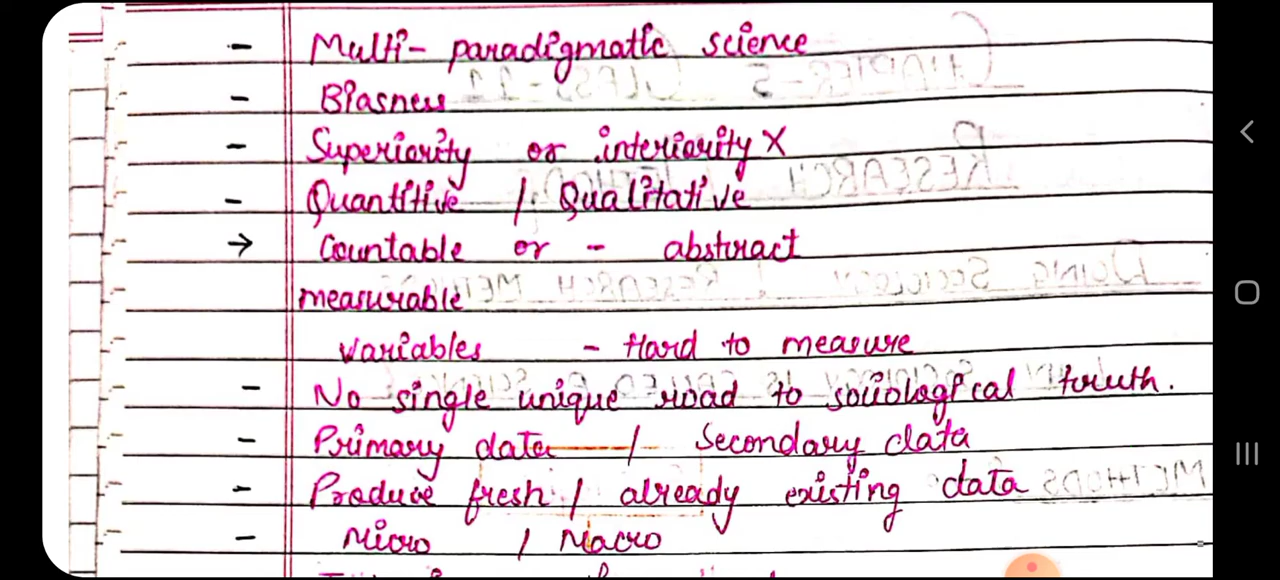 - Multi- paradigmatic science
- Biasness
- Superiority or interiarity X
- Quantitive / Qualitative
→ Countable or - abstract
measurable
variables - Hard to measure
- No single unique road to sociological truth.
- Primary data / Secondary data
- Produce fresh / already existing data
- Micro / Macro